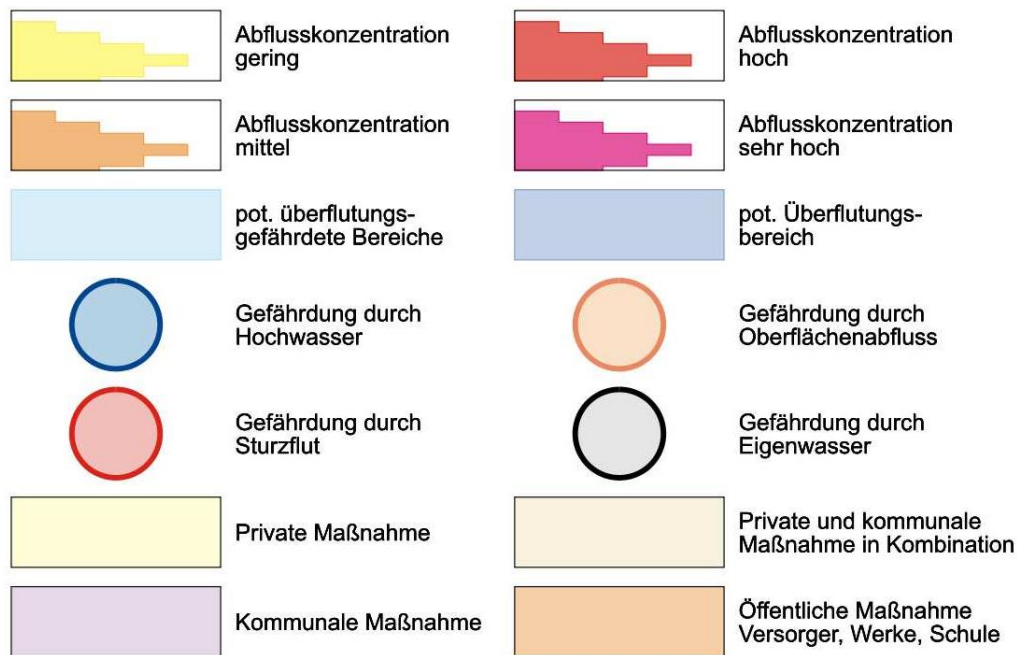 Abflusskonzentration
gering
Abflusskonzentration
hoch
Abflusskonzentration
mittel
Abflusskonzentration
sehr hoch
pot. überflutungs-
gefährdete Bereiche
pot. Überflutungs-
bereich
Gefährdung durch
Hochwasser
Gefährdung durch
Oberflächenabfluss
Gefährdung durch
Sturzflut
Gefährdung durch
Eigenwasser
Private Maßnahme
Private und kommunale
Maßnahme in Kombination
Kommunale Maßnahme
Öffentliche Maßnahme
Versorger, Werke, Schule